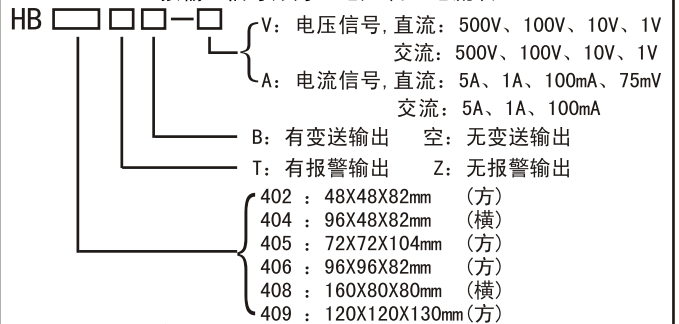 HB □ □ □－□
V：电压信号,直流：500V、100V、10V、1V
交流：500V、100V、10V、1V
A：电流信号,直流：5A、1A、100mA、75mV
交流：5A、1A、100mA
B：有变送输出 空：无变送输出
T：有报警输出 Z：无报警输出
402 ：48X48X82mm (方)
404 ：96X48X82mm (横)
405 ：72X72X104mm (方)
406 ：96X96X82mm (方)
408 ：160X80X80mm (横)
409 ：120X120X130mm(方)